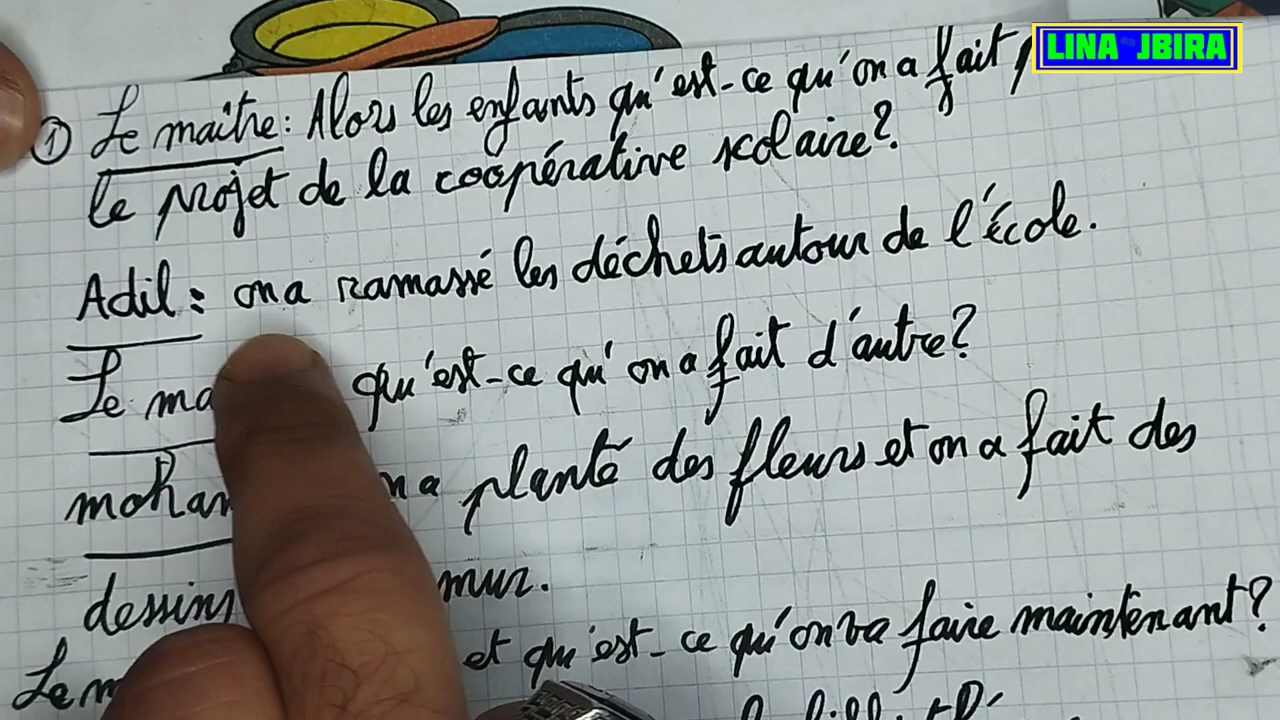 LINA JBIRA
① Le maître: Alors les enfants qu'est-ce qu'on a fait
le projet de la coopérative scolaire?
Adil: on a ramassé les déchets autour de l'école.
Le qu'est-ce qu'on a fait d'autre?
a planté des fleurs et on a fait des
dessins mur.
Le et qu'est-ce qu'on va faire maintenant?